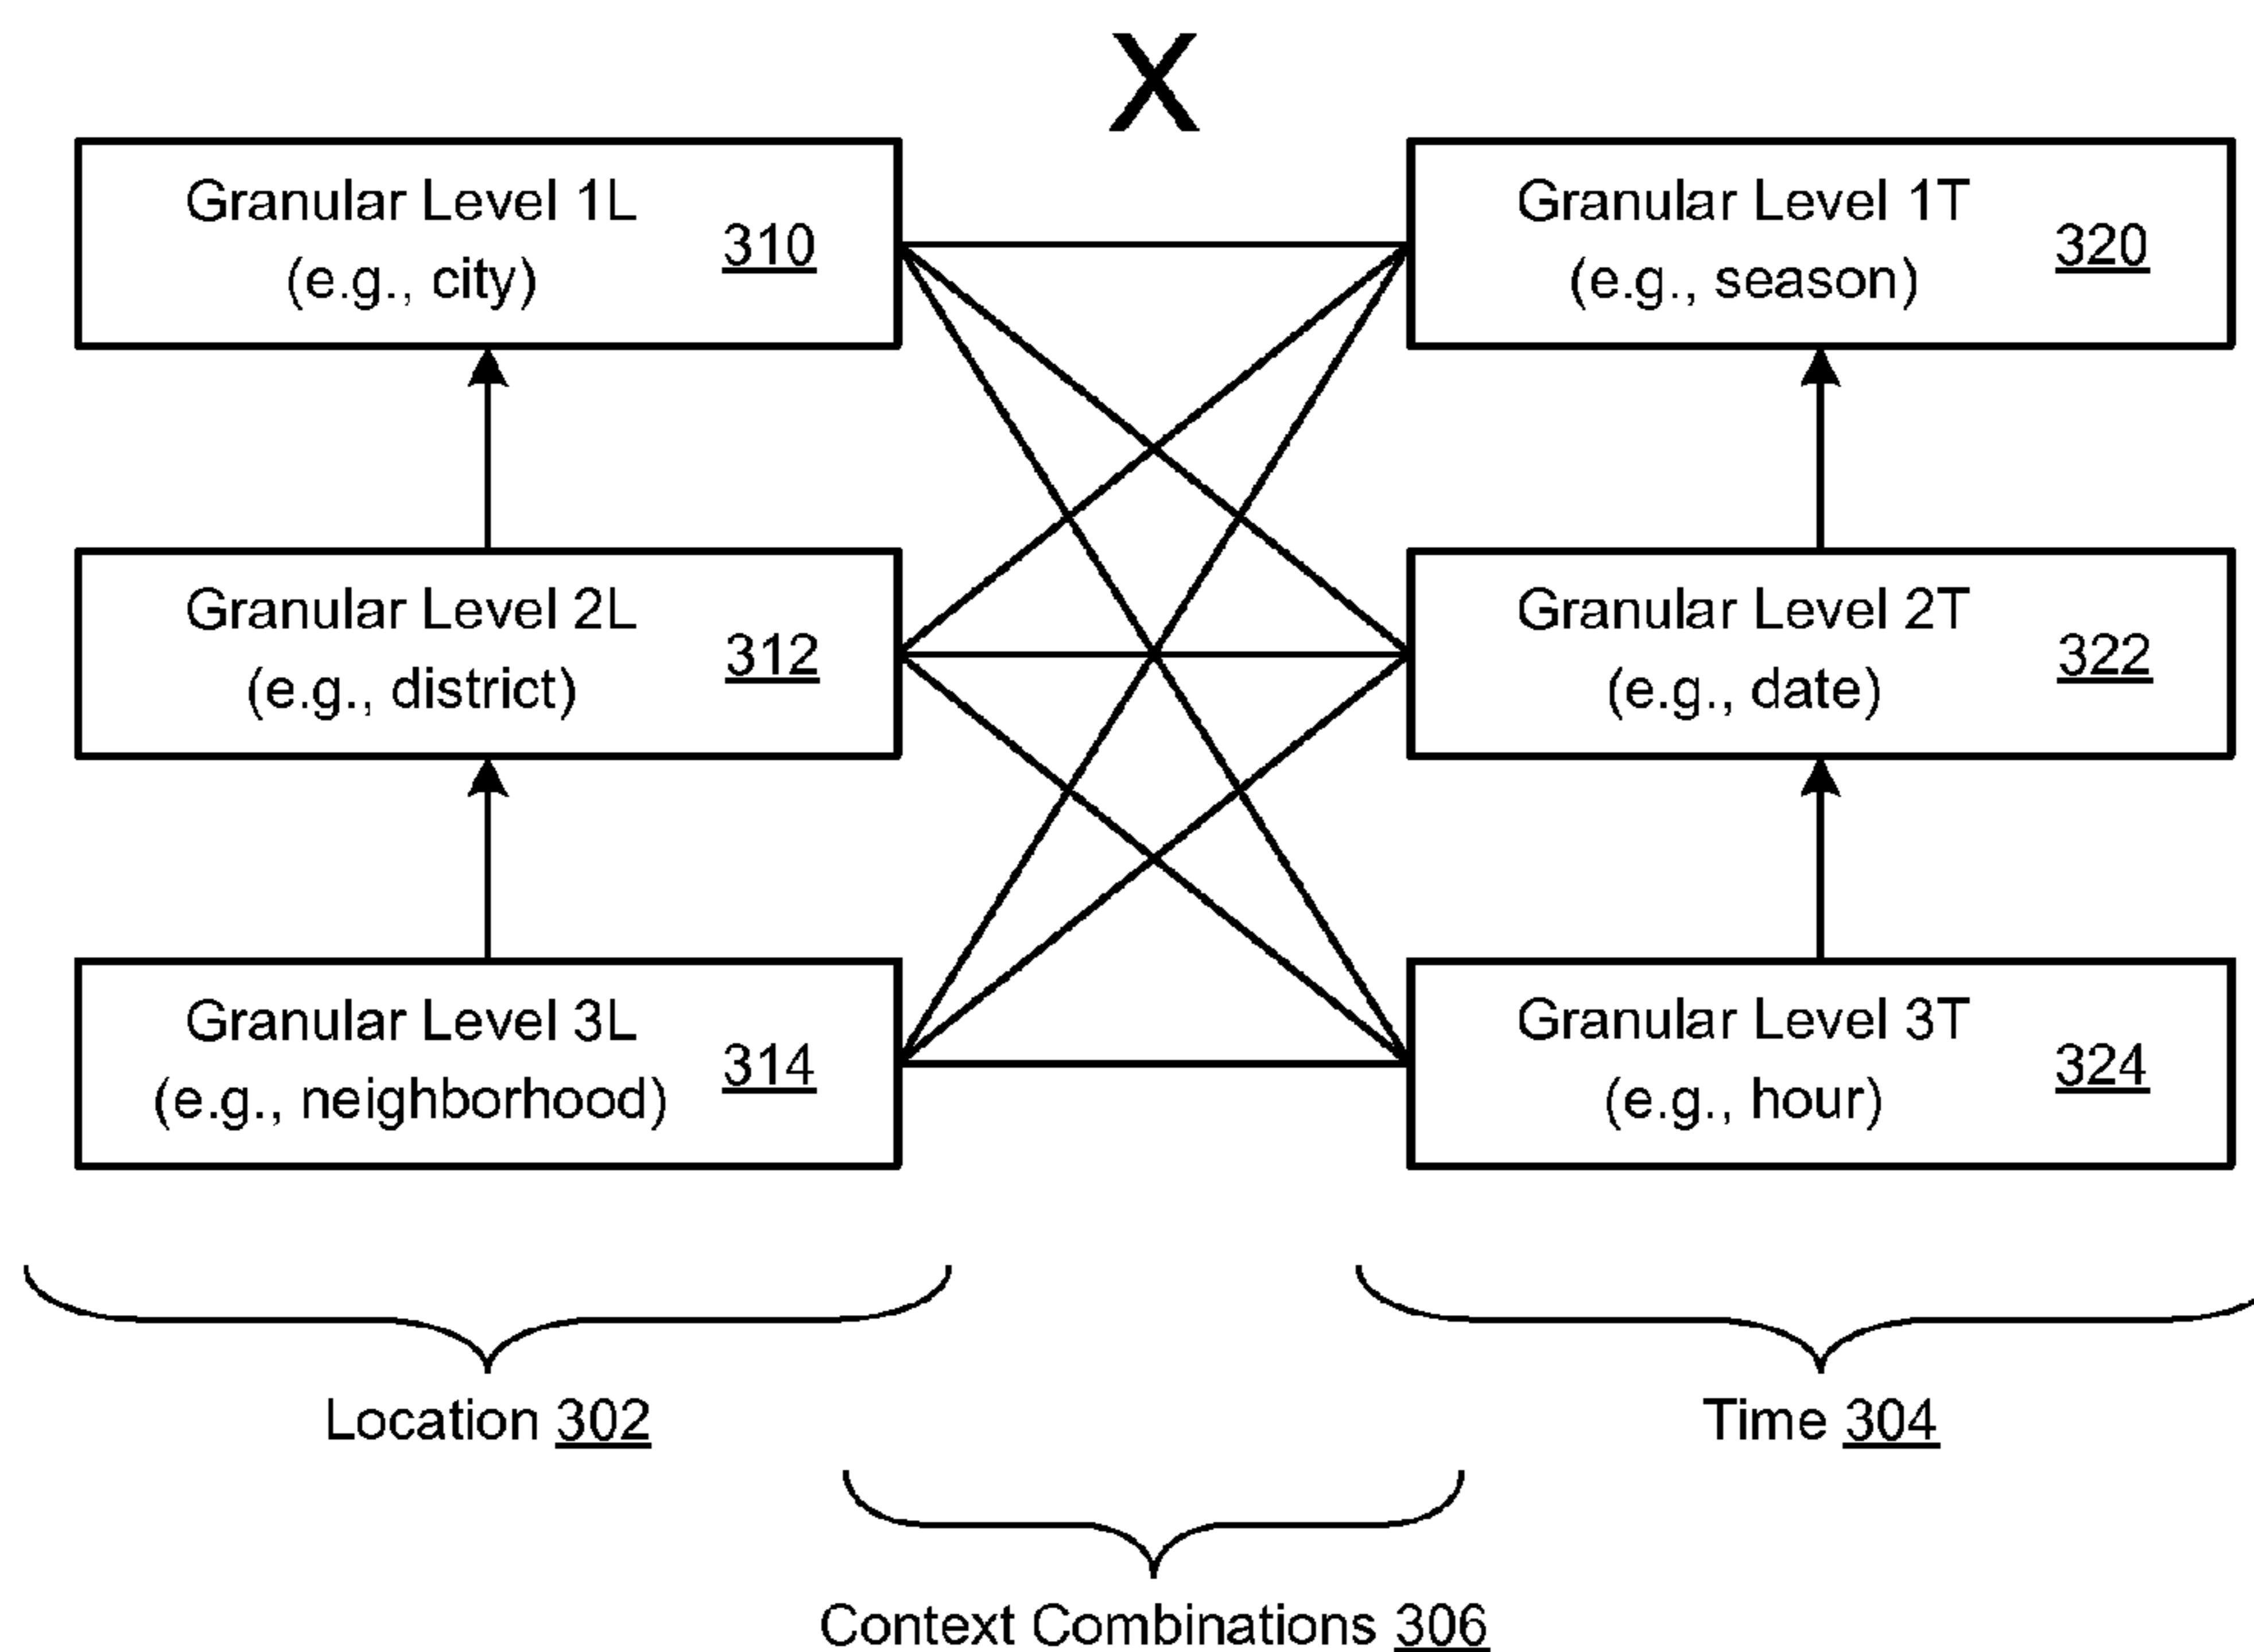 X
Granular Level 1L
(e.g., city)
310
Granular Level 1T
(e.g., season)
320
Granular Level 2L
(e.g., district)
312
Granular Level 2T
(e.g., date)
322
Granular Level 3L
(e.g., neighborhood)
314
Granular Level 3T
(e.g., hour)
324
Location 302
Time 304
Context Combinations 306